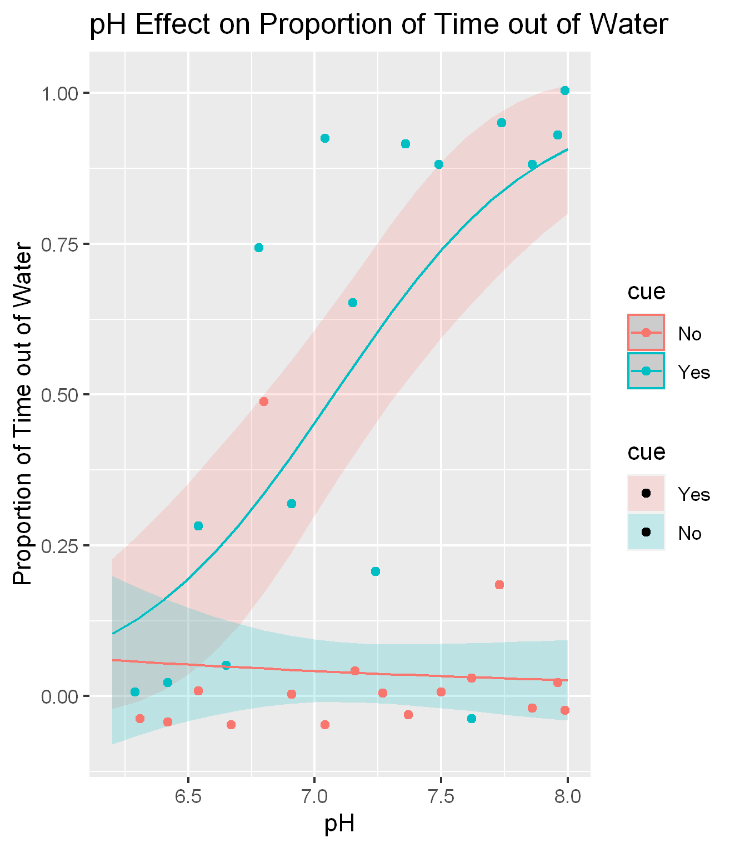 pH Effect on Proportion of Time out of Water
1.00
0.75
0.50
0.25
0.00
Proportion of Time out of Water
6.5 7.0 7.5 8.0
pH
cue
No
Yes
cue
Yes
No